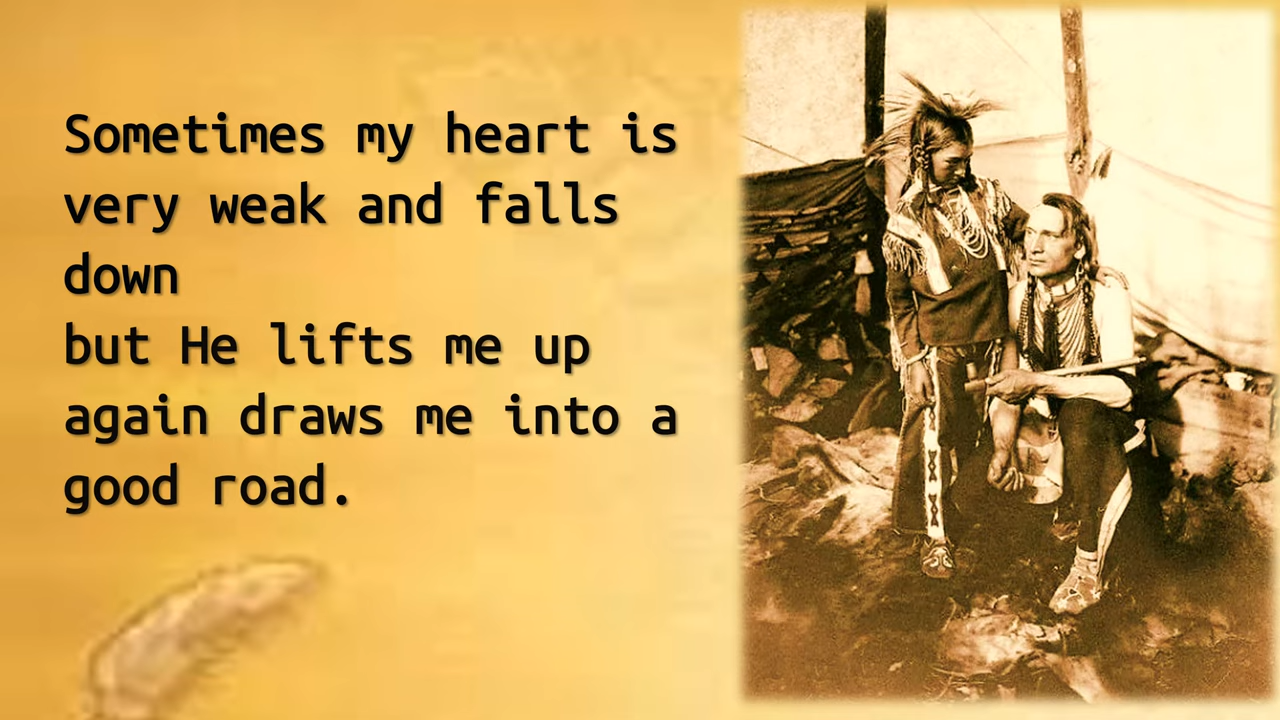 Sometimes my heart is
very weak and falls
down
but He lifts me up
again draws me into a
good road.